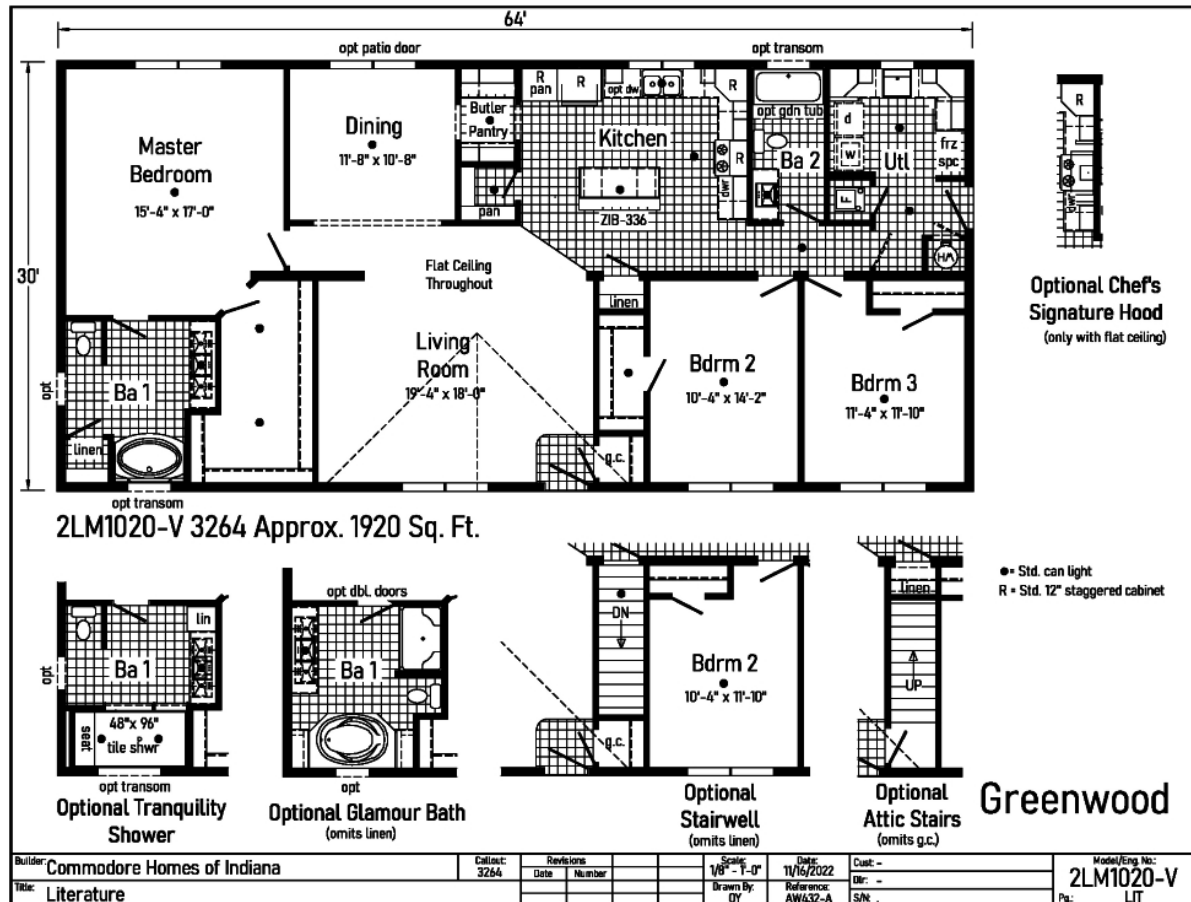 64'
opt patio door
opt transom
30'
Master
Bedroom
15'-4" x 17'-0"
Dining
11'-8" x 10'-8"
Butler
Pantry
pan
R
pan
R
opt dw
R
Kitchen
R
dwr
ZIB-336
opt gdn tub
Ba 2
R
d
w
Utl
frz
spc
F
HW
Flat Ceiling
Throughout
linen
Living
Room
19'-4" x 18'-0"
Bdrm 2
10'-4" x 14'-2"
Bdrm 3
11'-4" x 11'-10"
opt
Ba 1
linen
g.c.
opt transom
R
dwr
Optional Chef's
Signature Hood
(only with flat ceiling)
2LM1020-V 3264 Approx. 1920 Sq. Ft.
● = Std. can light
R = Std. 12" staggered cabinet
lin
opt
Ba 1
48"x 96"
seat
tile shwr
opt transom
Optional Tranquility
Shower
opt dbl. doors
Ba 1
opt
Optional Glamour Bath
(omits linen)
DN
g.c.
Bdrm 2
10'-4" x 11'-10"
Optional
Stairwell
(omits linen)
linen
UP
Optional
Attic Stairs
(omits g.c.)
Greenwood
Builder: Commodore Homes of Indiana
Callout: 3264
Revisions
Date Number
Scale: 1/8" - 1'-0"
Date: 11/16/2022
Cust: -
Model/Eng. No.: 2LM1020-V
Title: Literature
Drawn By: DY
Reference: AW432-A
Dlr: -
S/N: .
Pg.: LIT